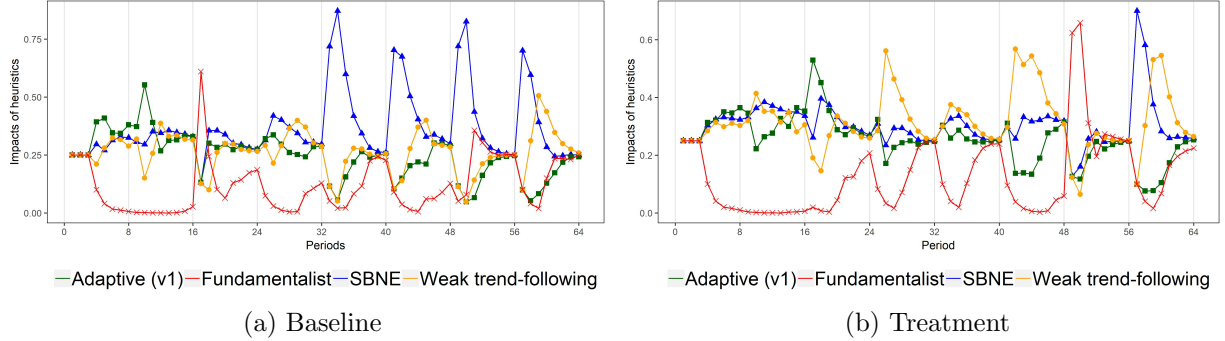 Impacts of heuristics
0.75
0.50
0.25
0.00
0 8 16 24 32 40 48 56 64
Periods
Adaptive (v1) Fundamentalist SBNE Weak trend-following
(a) Baseline
Impacts of heuristics
0.6
0.4
0.2
0.0
0 8 16 24 32 40 48 56 64
Period
Adaptive (v1) Fundamentalist SBNE Weak trend-following
(b) Treatment